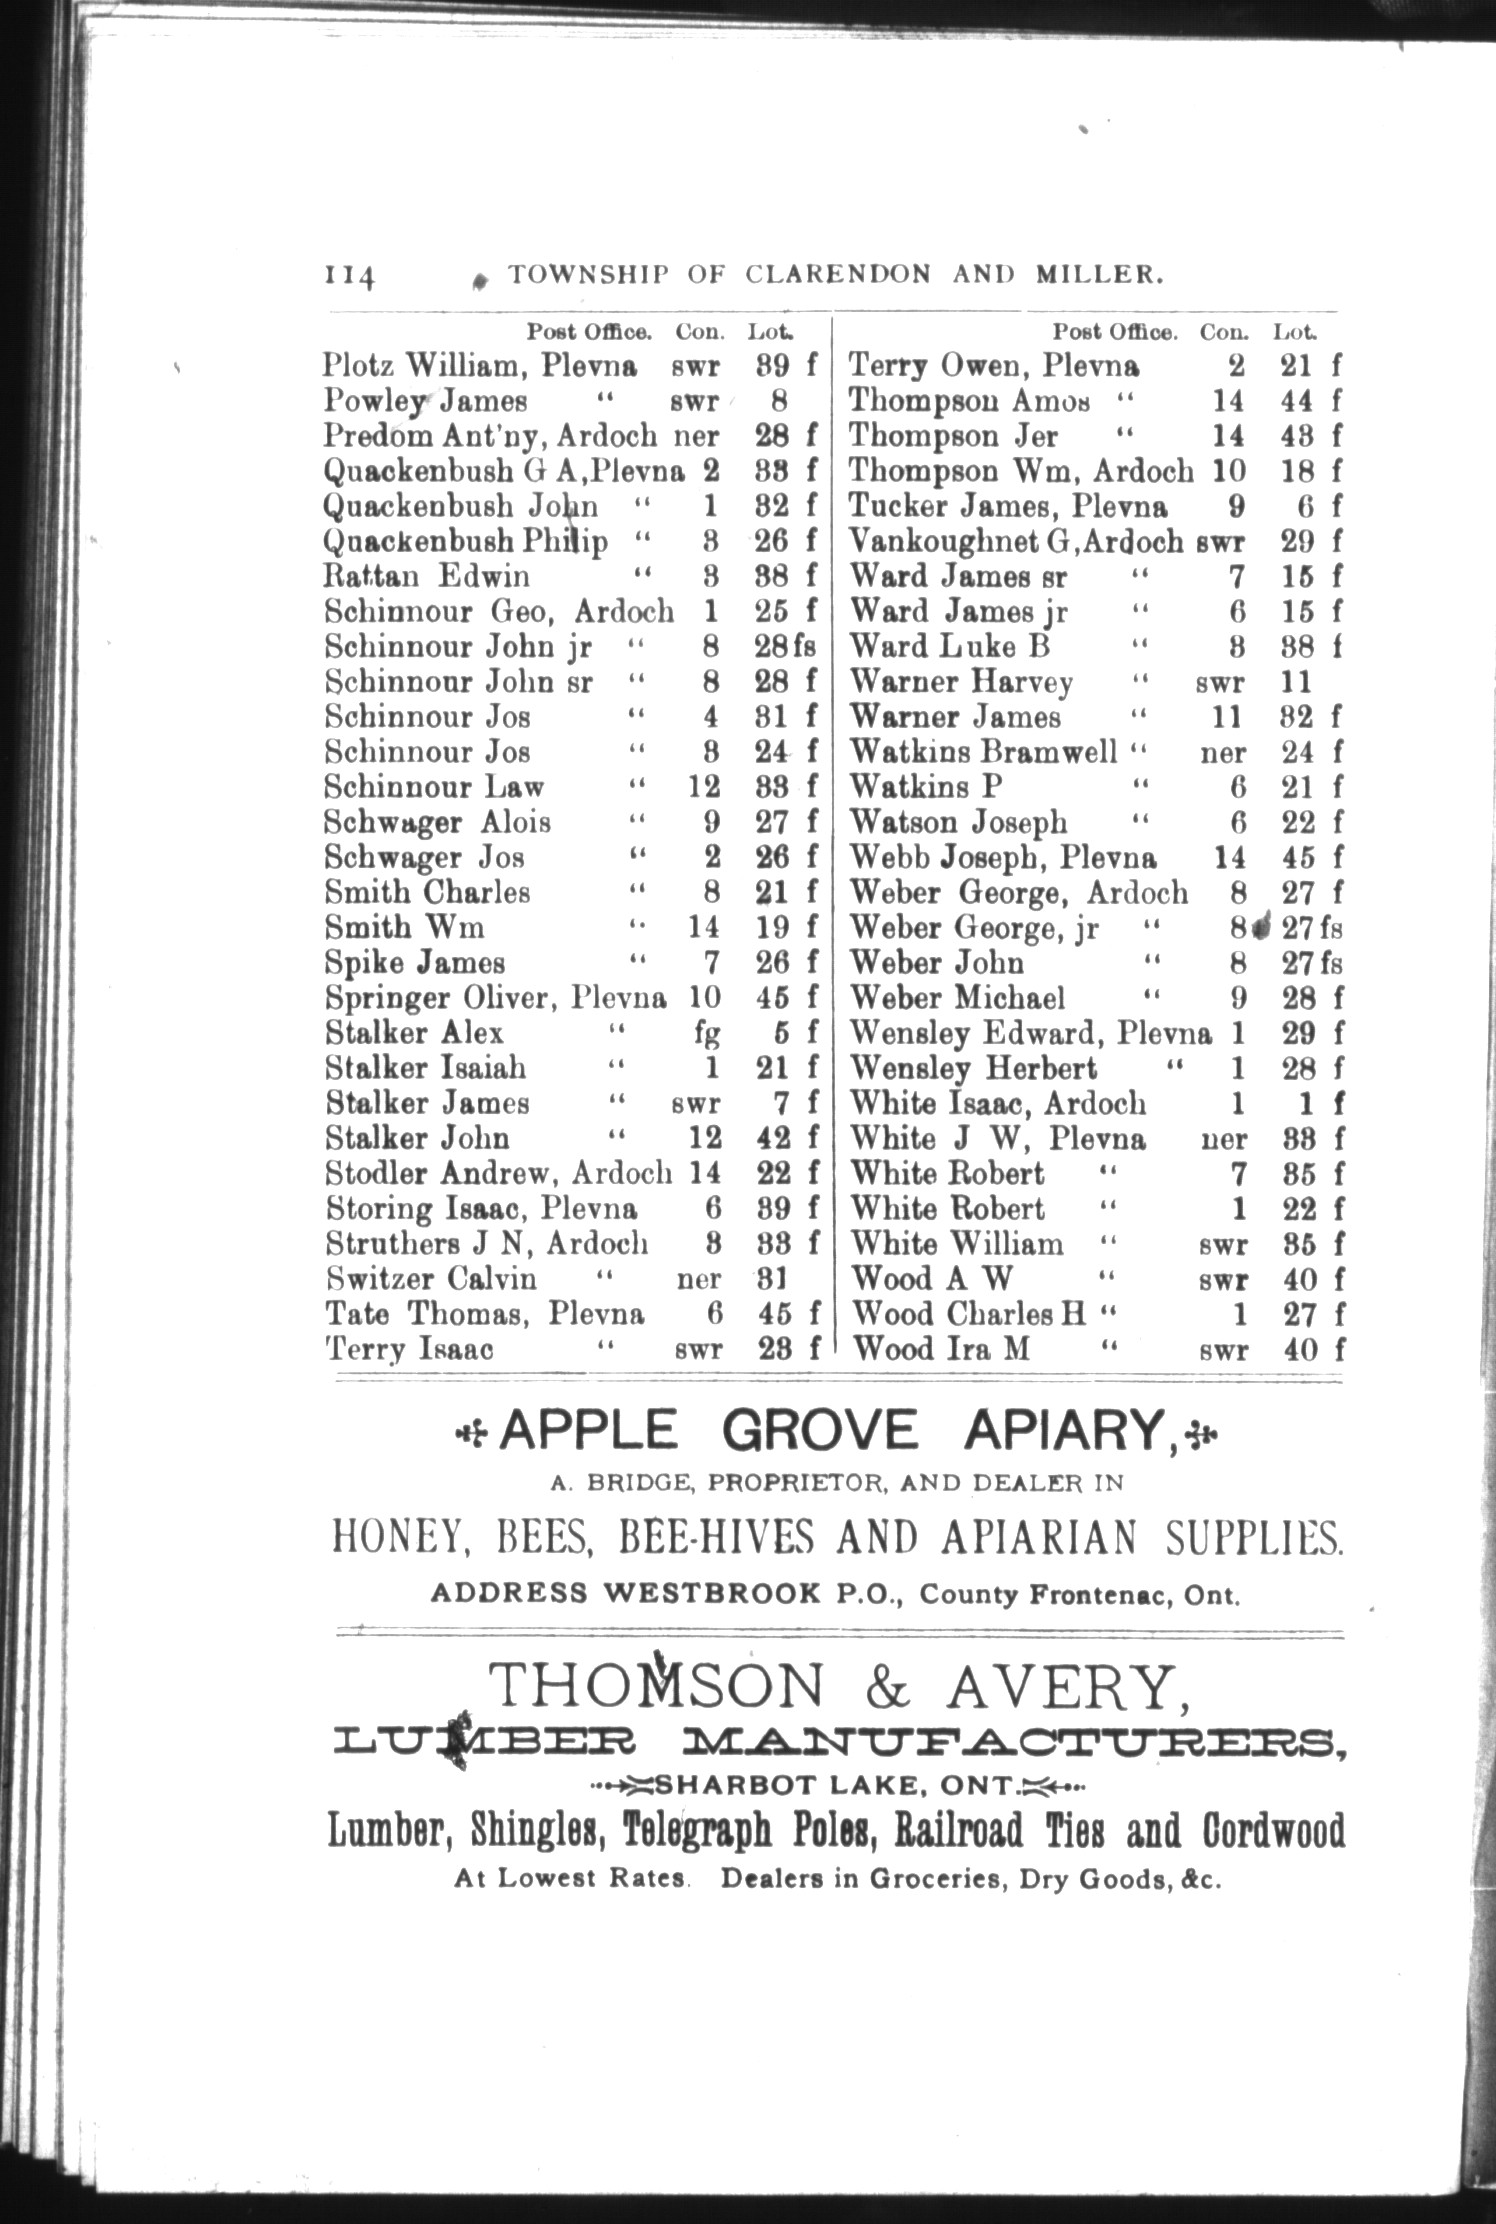 114 TOWNSHIP OF CLARENDON AND MILLER.
Post Office. Con. Lot.
Plotz William, Plevna swr 39 f
Powley James “ swr 8
Predom Ant'ny, Ardoch ner 28 f
Quackenbush G A,Plevna 2 33 f
Quackenbush John “ 1 32 f
Quackenbush Philip “ 3 26 f
Rattan Edwin “ 3 38 f
Schinnour Geo, Ardoch 1 25 f
Schinnour John jr “ 8 28 fs
Schinnour John sr “ 8 28 f
Schinnour Jos “ 4 31 f
Schinnour Jos “ 3 24 f
Schinnour Law “ 12 33 f
Schwager Alois “ 9 27 f
Schwager Jos “ 2 26 f
Smith Charles “ 8 21 f
Smith Wm “ 14 19 f
Spike James “ 7 26 f
Springer Oliver, Plevna 10 45 f
Stalker Alex “ fg 5 f
Stalker Isaiah “ 1 21 f
Stalker James “ swr 7 f
Stalker John “ 12 42 f
Stodler Andrew, Ardoch 14 22 f
Storing Isaac, Plevna 6 39 f
Struthers J N, Ardoch 3 33 f
Switzer Calvin “ ner 31
Tate Thomas, Plevna 6 45 f
Terry Isaac “ swr 23 f
Post Office. Con. Lot.
Terry Owen, Plevna 2 21 f
Thompson Amos “ 14 44 f
Thompson Jer “ 14 43 f
Thompson Wm, Ardoch 10 18 f
Tucker James, Plevna 9 6 f
Vankoughnet G,Ardoch swr 29 f
Ward James sr “ 7 15 f
Ward James jr “ 6 15 f
Ward Luke B “ 3 38 f
Warner Harvey “ swr 11
Warner James “ 11 32 f
Watkins Bramwell “ ner 24 f
Watkins P “ 6 21 f
Watson Joseph “ 6 22 f
Webb Joseph, Plevna 14 45 f
Weber George, Ardoch 8 27 f
Weber George, jr “ 8 27 fs
Weber John “ 8 27 fs
Weber Michael “ 9 28 f
Wensley Edward, Plevna 1 29 f
Wensley Herbert “ 1 28 f
White Isaac, Ardoch 1 1 f
White J W, Plevna ner 33 f
White Robert “ 7 35 f
White Robert “ 1 22 f
White William “ swr 35 f
Wood A W “ swr 40 f
Wood Charles H “ 1 27 f
Wood Ira M “ swr 40 f
APPLE GROVE APIARY,
A. BRIDGE, PROPRIETOR, AND DEALER IN
HONEY, BEES, BEE-HIVES AND APIARIAN SUPPLIES.
ADDRESS WESTBROOK P.O., County Frontenac, Ont.
THOMSON & AVERY,
LUMBER MANUFACTURERS,
SHARBOT LAKE, ONT.
Lumber, Shingles, Telegraph Poles, Railroad Ties and Cordwood
At Lowest Rates. Dealers in Groceries, Dry Goods, &c.